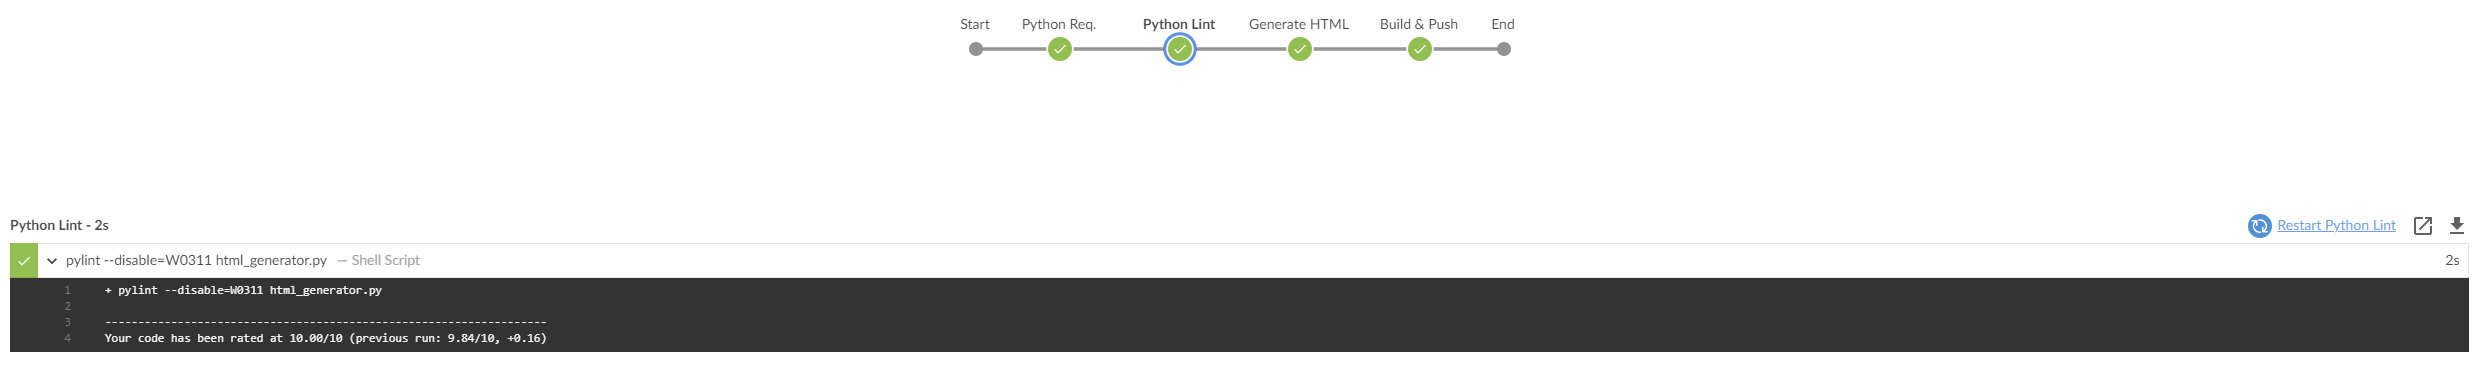 Start Python Req. Python Lint Generate HTML Build & Push End
Python Lint - 2s
Restart Python Lint
pylint --disable=W0311 html_generator.py — Shell Script
2s
1 + pylint --disable=W0311 html_generator.py
2
3 -------------------------------------------------------------------
4 Your code has been rated at 10.00/10 (previous run: 9.84/10, +0.16)